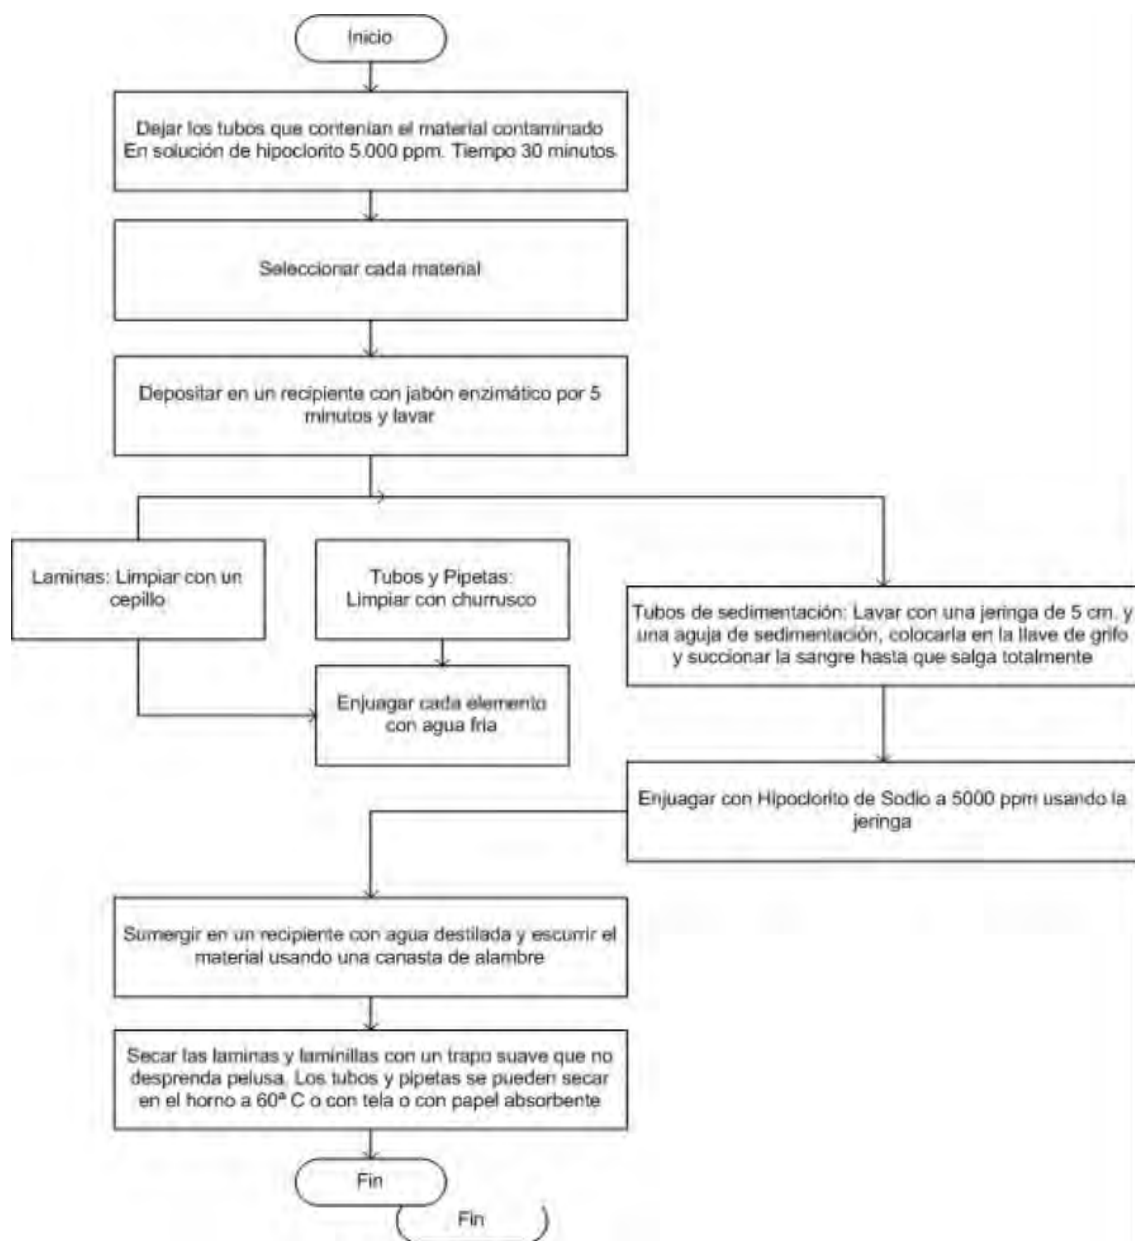 Inicio
Dejar los tubos que contenían el material contaminado
En solución de hipoclorito 5.000 ppm. Tiempo 30 minutos.
Seleccionar cada material
Depositar en un recipiente con jabón enzimático por 5
minutos y lavar
Laminas: Limpiar con un
cepillo
Tubos y Pipetas:
Limpiar con churrusco
Tubos de sedimentación: Lavar con una jeringa de 5 cm. y
una aguja de sedimentación, colocarla en la llave de grifo
y succionar la sangre hasta que salga totalmente
Enjuagar cada elemento
con agua fria
Enjuagar con Hipoclorito de Sodio a 5000 ppm usando la
jeringa
Sumergir en un recipiente con agua destilada y escurrir el
material usando una canasta de alambre
Secar las laminas y laminillas con un trapo suave que no
desprenda pelusa. Los tubos y pipetas se pueden secar
en el horno a 60ª C o con tela o con papel absorbente
Fin
Fin